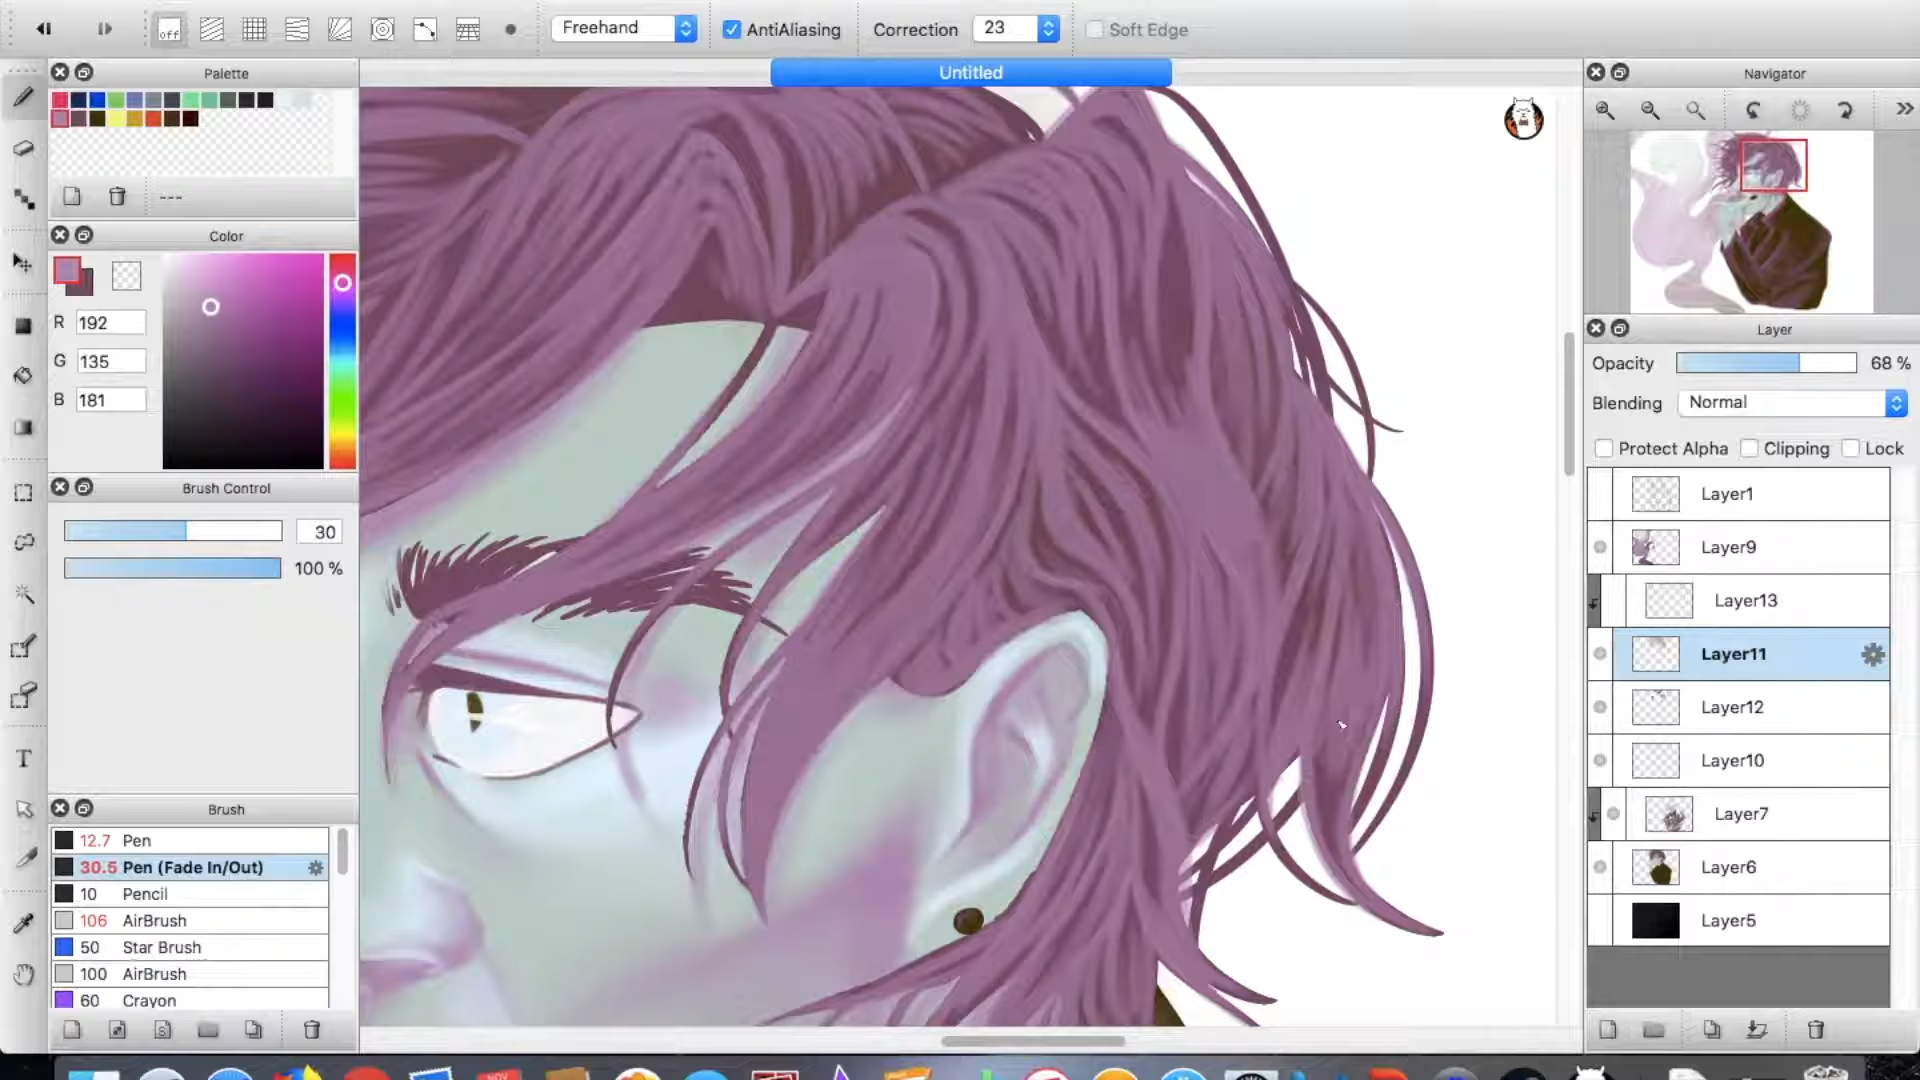 off
Freehand
AntiAliasing
Correction
23
Soft Edge
Palette
Untitled
Navigator
---
Color
R 192
G 135
B 181
Layer
Opacity 68 %
Blending Normal
Protect Alpha
Clipping
Lock
Brush Control
30
100 %
Layer1
Layer9
Layer13
Layer11
Layer12
Layer10
Layer7
Layer6
Layer5
T
Brush
12.7 Pen
30.5 Pen (Fade In/Out)
10 Pencil
106 AirBrush
50 Star Brush
100 AirBrush
60 Crayon
NOV